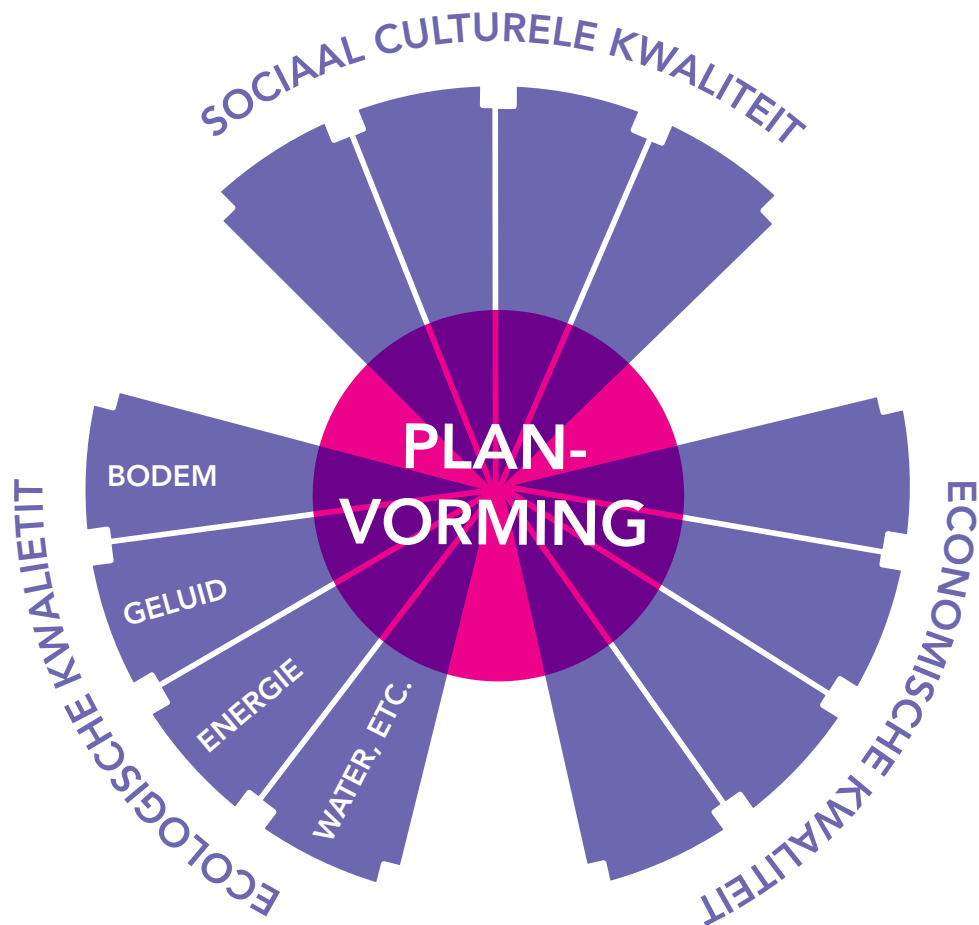 SOCIAAL CULTURELE KWALITEIT
PLAN-
VORMING
BODEM
GELUID
ENERGIE
WATER, ETC.
ECOLOGISCHE KWALIETIT
ECONOMISCHE KWALITEIT